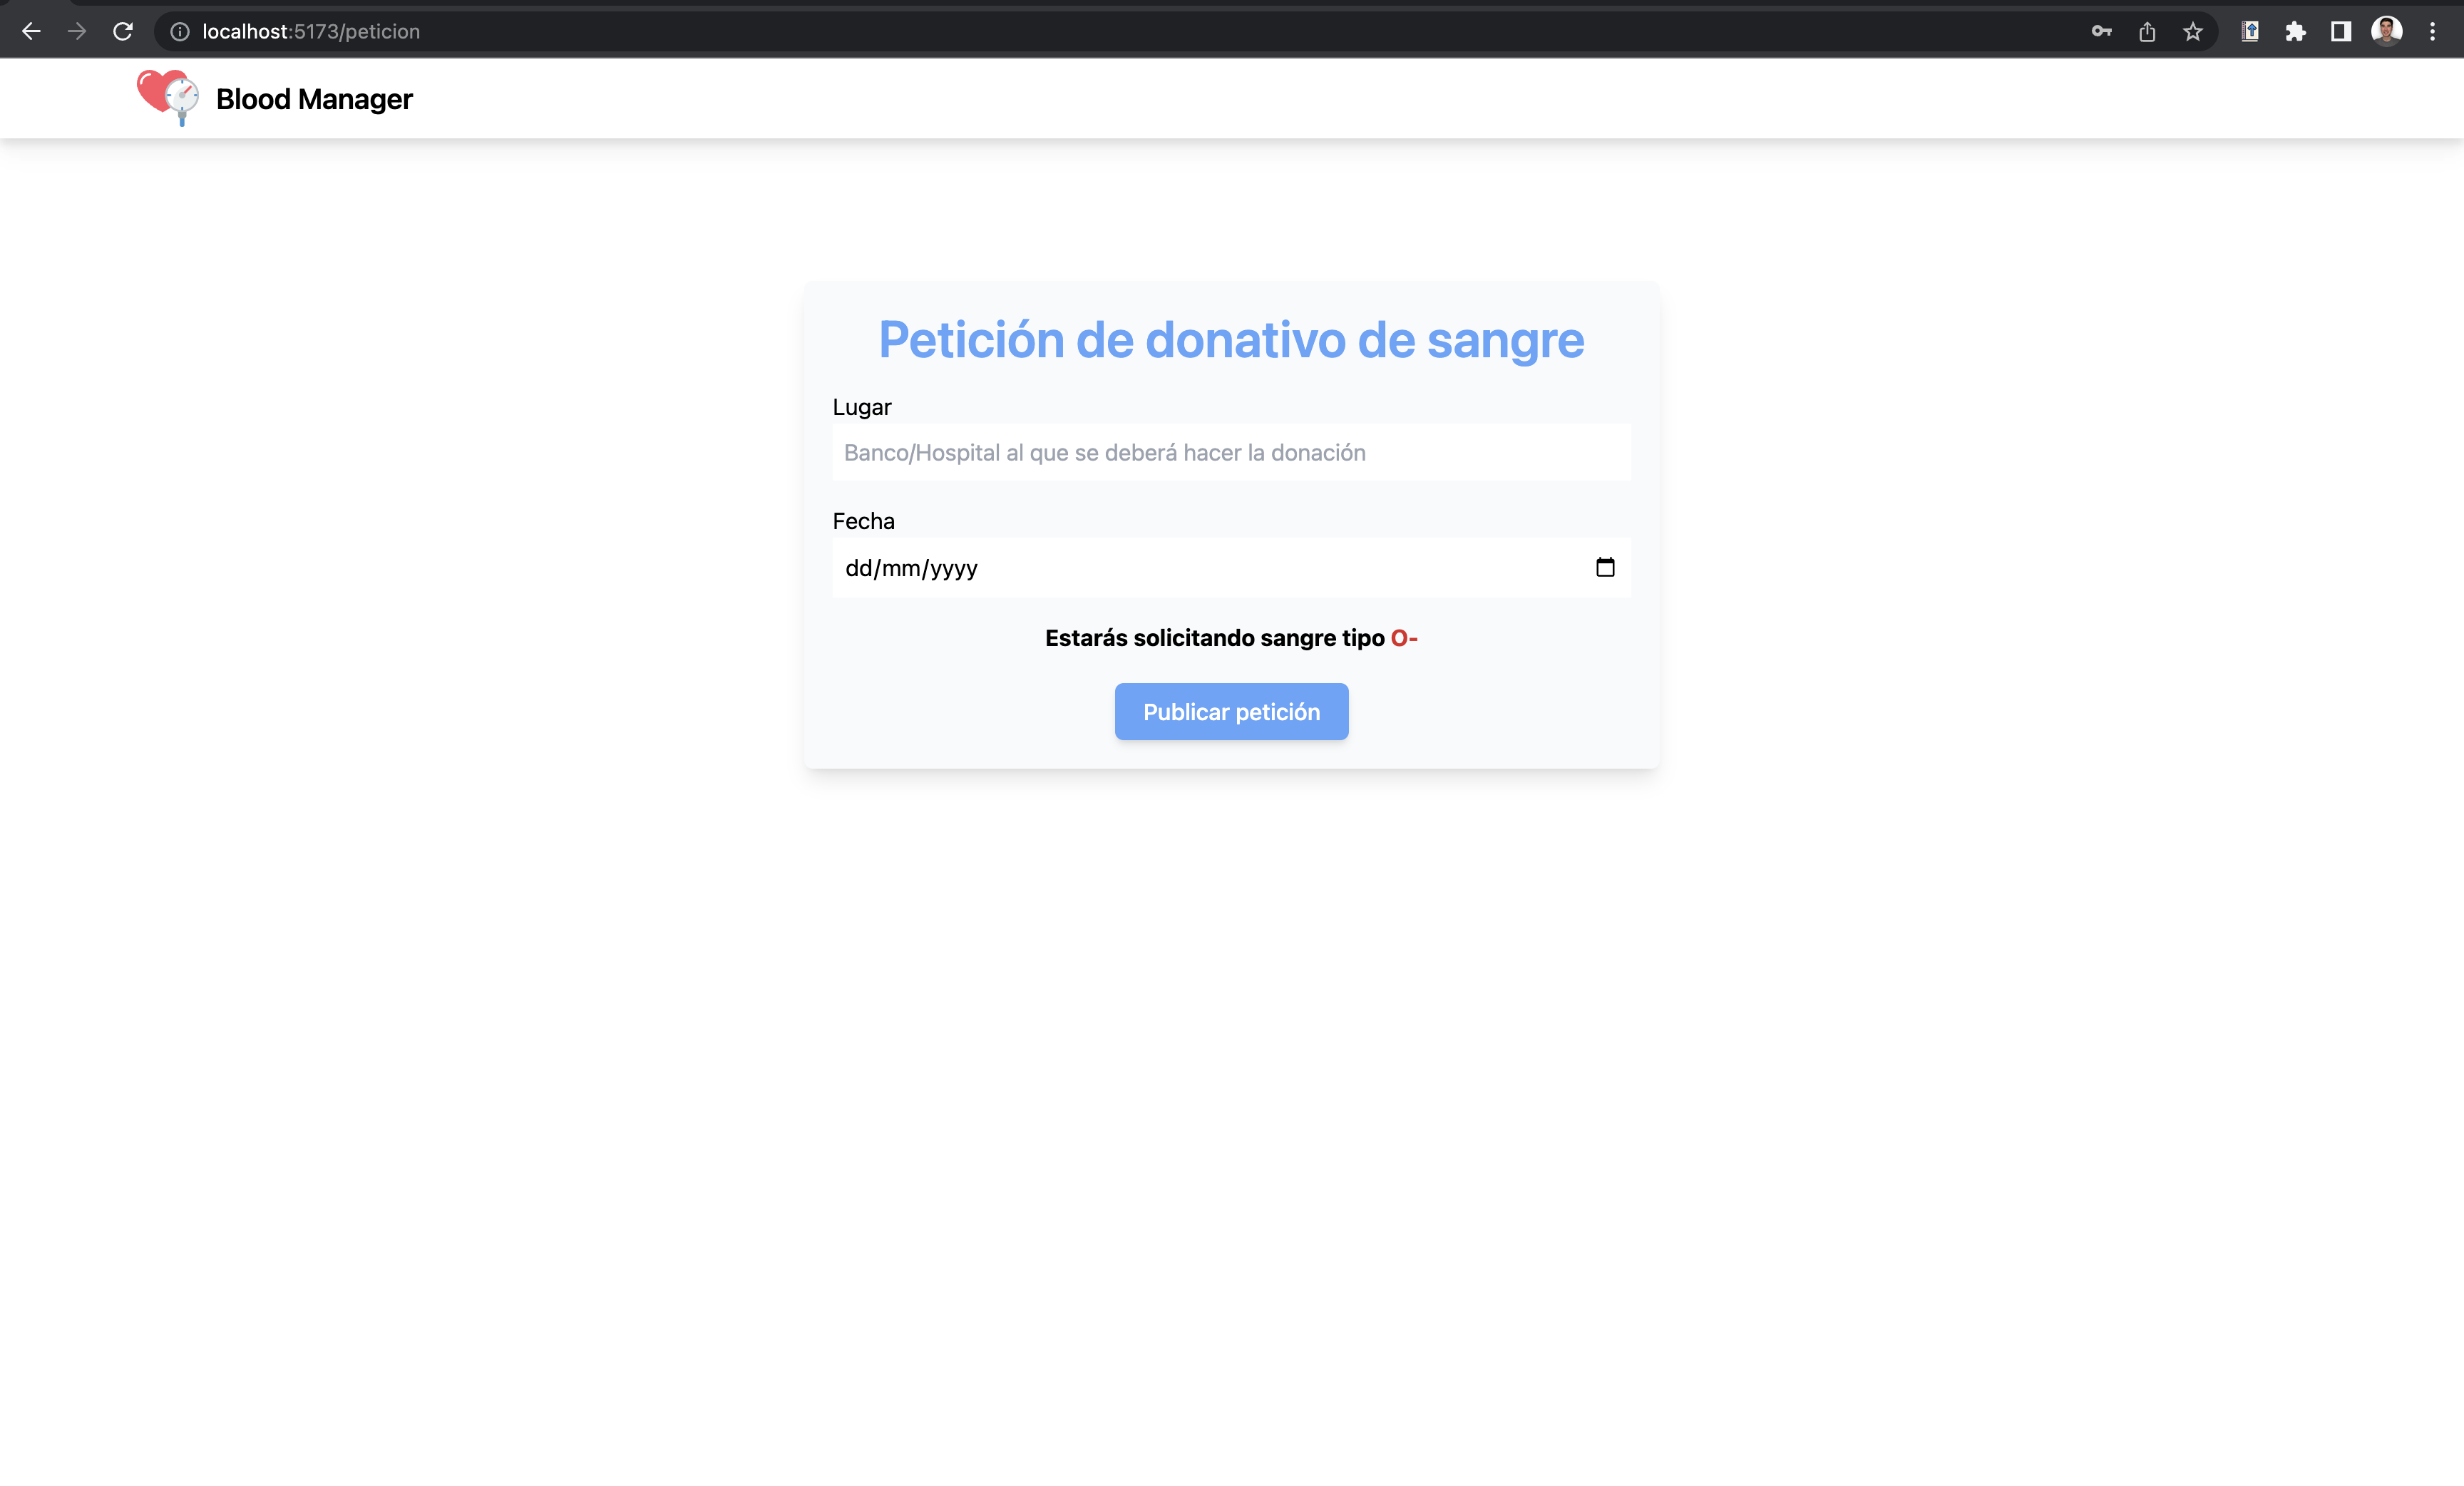 localhost:5173/peticion
Blood Manager
Petición de donativo de sangre
Lugar
Banco/Hospital al que se deberá hacer la donación
Fecha
dd/mm/yyyy
Estarás solicitando sangre tipo O-
Publicar petición